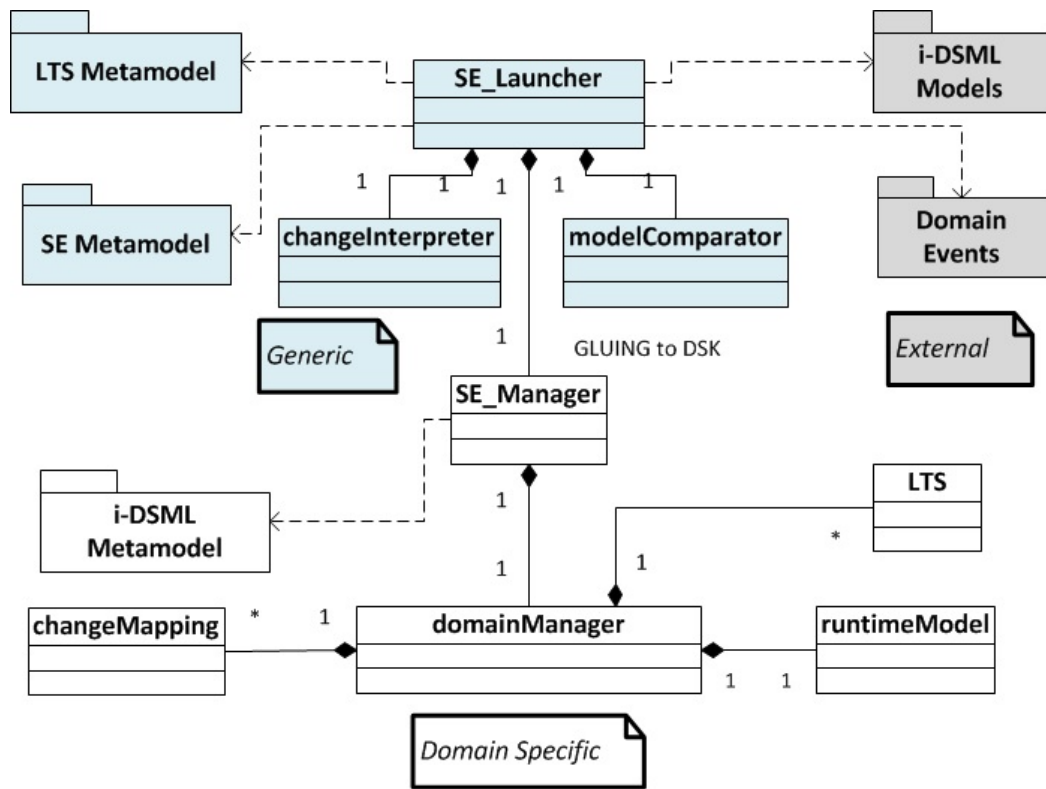 LTS Metamodel
SE_Launcher
i-DSML
Models
1
1
1
1
1
SE Metamodel
changeInterpreter
modelComparator
Domain
Events
Generic
1
GLUING to DSK
External
SE_Manager
LTS
i-DSML
Metamodel
1
*
1
1
changeMapping
*
1
domainManager
runtimeModel
1
1
Domain Specific